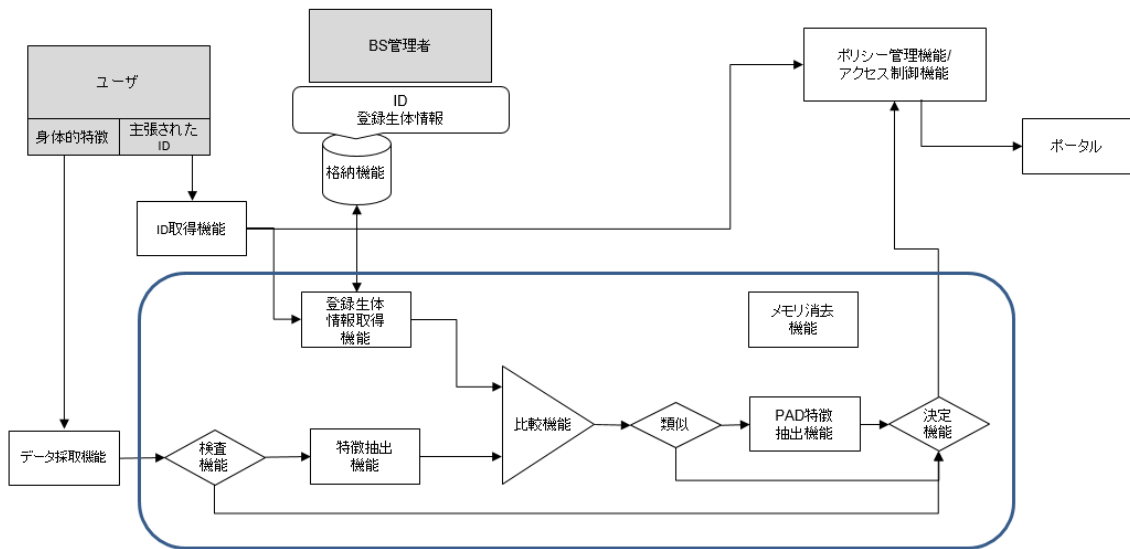 BS管理者
ポリシー管理機能/
アクセス制御機能
ユーザ
身体的特徴
主張された
ID
ID
登録生体情報
格納機能
ポータル
ID取得機能
登録生体
情報取得
機能
メモリ消去
機能
比較機能
類似
PAD特徴
抽出機能
決定
機能
データ採取機能
検査
機能
特徴抽出
機能